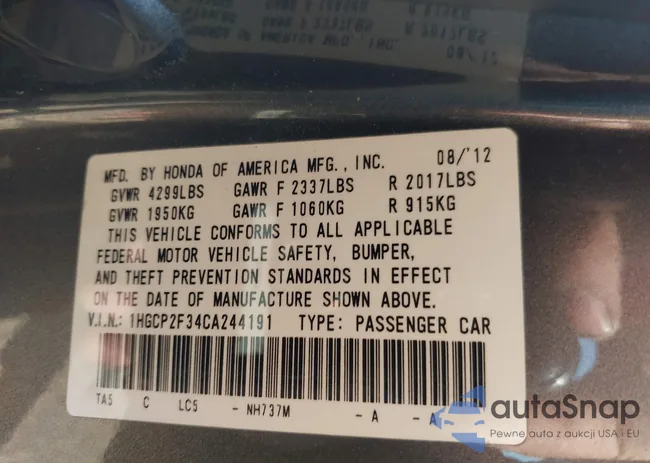 MFD. BY HONDA OF AMERICA MFG., INC. 08/'12
GVWR 4299LBS GAWR F 2337LBS R 2017LBS
GVWR 1950KG GAWR F 1060KG R 915KG
THIS VEHICLE CONFORMS TO ALL APPLICABLE
FEDERAL MOTOR VEHICLE SAFETY, BUMPER,
AND THEFT PREVENTION STANDARDS IN EFFECT
ON THE DATE OF MANUFACTURE SHOWN ABOVE.
V.I.N.: 1HGCP2F34CA244191 TYPE: PASSENGER CAR
TA5 C LC5 - NH737M - A - A
autoSnap
Pewne auta z aukcji USA i EU